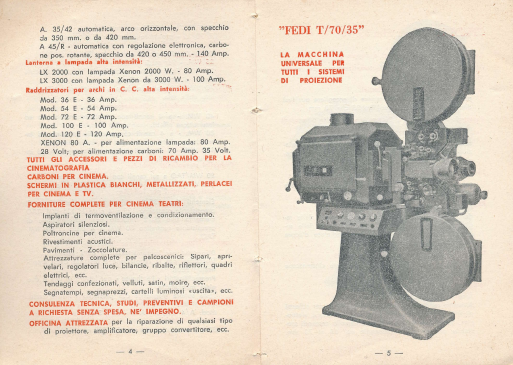 A. 35/42 automatica, arco orizzontale, con specchio
da 350 mm. o da 420 mm.
A 45/R - automatica con regolazione elettronica, carbo-
ne pos. rotante, specchio da 420 o 450 mm. - 140 Amp.
Lanterne a lampada alta intensità:
LX 2000 con lampada Xenon 2000 W. - 80 Amp.
LX 3000 con lampada Xenon da 3000 W. - 100 Amp.
Raddrizzatori per archi in C. C. alta intensità:
Mod. 36 E - 36 Amp.
Mod. 54 E - 54 Amp.
Mod. 72 E - 72 Amp.
Mod. 100 E - 100 Amp.
Mod. 120 E - 120 Amp.
XENON 80 A. - per alimentazione lampada: 80 Amp.
28 Volt; per alimentazione carboni: 70 Amp. 35 Volt.
TUTTI GLI ACCESSORI E PEZZI DI RICAMBIO PER LA
CINEMATOGRAFIA
CARBONI PER CINEMA.
SCHERMI IN PLASTICA BIANCHI, METALLIZZATI, PERLACEI
PER CINEMA E TV.
FORNITURE COMPLETE PER CINEMA TEATRI:
Impianti di termoventilazione e condizionamento.
Aspiratori silenziosi.
Poltroncine per cinema.
Rivestimenti acustici.
Pavimenti - Zoccolature.
Attrezzature complete per palcoscenici: Sipari, apri-
velari, regolatori luce, bilancie, ribalte, riflettori, quadri
elettrici, ecc.
Tendaggi confezionati, velluti, satin, moire, ecc.
Segnatempi, segnaprezzi, cartelli luminosi «uscita», ecc.
CONSULENZA TECNICA, STUDI, PREVENTIVI E CAMPIONI
A RICHIESTA SENZA SPESA, NE' IMPEGNO.
OFFICINA ATTREZZATA per la riparazione di qualsiasi tipo
di proiettore, amplificatore, gruppo convertitore, ecc.
— 4 —
"FEDI T/70/35"
LA MACCHINA
UNIVERSALE PER
TUTTI I SISTEMI
DI PROIEZIONE
— 5 —